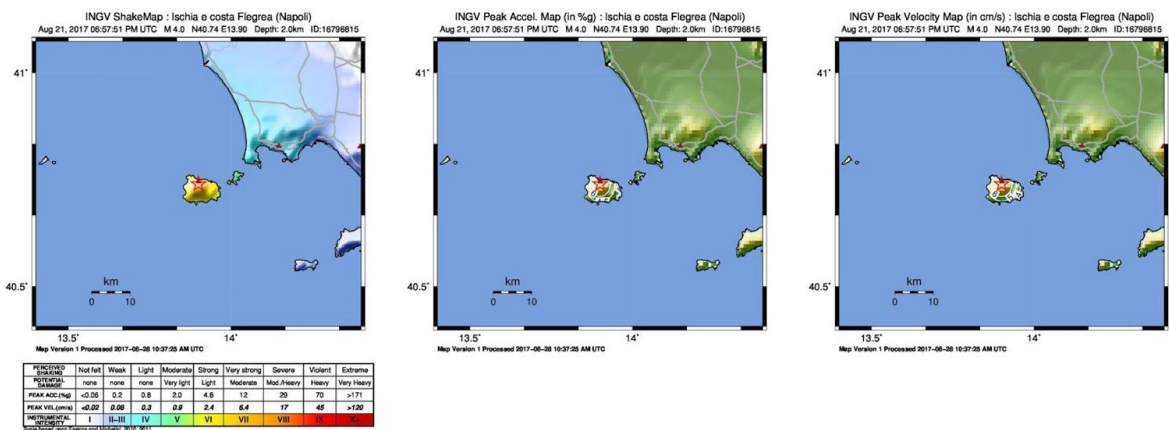 INGV ShakeMap : Ischia e costa Flegrea (Napoli)
Aug 21, 2017 06:57:51 PM UTC M 4.0 N40.74 E13.90 Depth: 2.0km ID:16796815
41˚
40.5˚
km
0 10
13.5˚ 14˚
Map Version 1 Processed 2017-08-28 10:37:25 AM UTC
PERCEIVED SHAKING Not felt Weak Light Moderate Strong Very strong Severe Violent Extreme
POTENTIAL DAMAGE none none none Very light Light Moderate Mod./Heavy Heavy Very Heavy
PEAK ACC.(%g) <0.06 0.2 0.8 2.0 4.8 12 29 70 >171
PEAK VEL.(cm/s) <0.02 0.08 0.3 0.9 2.4 6.4 17 45 >120
INSTRUMENTAL INTENSITY I II-III IV V VI VII VIII IX X+
Scale based upon Faenza and Michelini, 2010, 2011
INGV Peak Accel. Map (in %g) : Ischia e costa Flegrea (Napoli)
Aug 21, 2017 06:57:51 PM UTC M 4.0 N40.74 E13.90 Depth: 2.0km ID:16796815
41˚
40.5˚
km
0 10
13.5˚ 14˚
Map Version 1 Processed 2017-08-28 10:37:25 AM UTC
INGV Peak Velocity Map (in cm/s) : Ischia e costa Flegrea (Napoli)
Aug 21, 2017 06:57:51 PM UTC M 4.0 N40.74 E13.90 Depth: 2.0km ID:16796815
41˚
40.5˚
km
0 10
13.5˚ 14˚
Map Version 1 Processed 2017-08-28 10:37:25 AM UTC